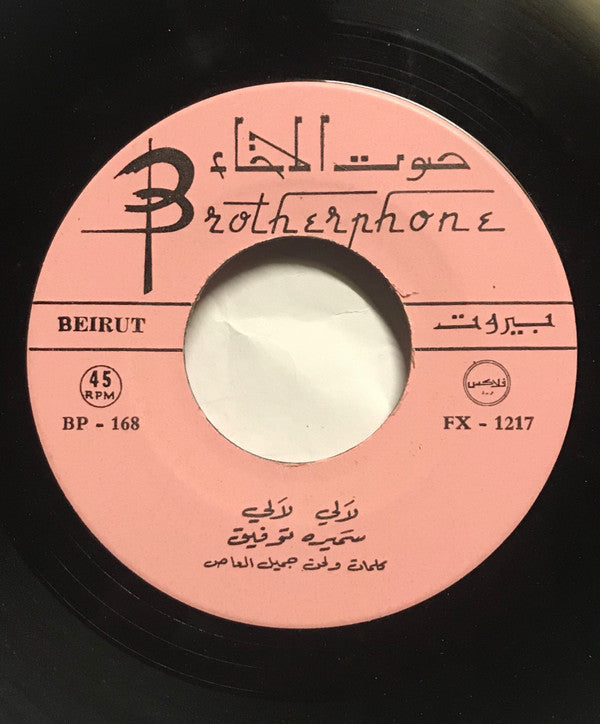 صوت الاخاء
Brotherphone
BEIRUT
بيروت
45
RPM
فلكس
BP - 168
FX - 1217
لالي لالي
سميره توفيق
كلمات ولحن جميل العاص